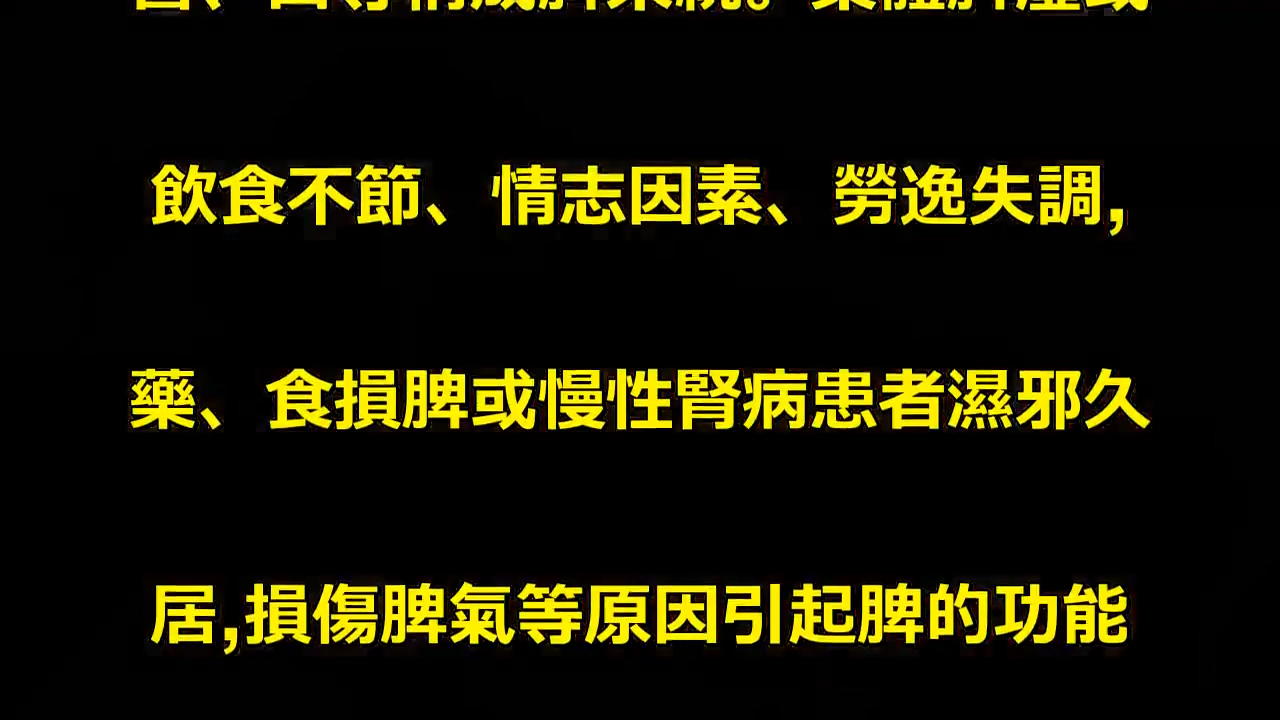 飲食不節、情志因素、勞逸失調,
藥、食損脾或慢性腎病患者濕邪久
居,損傷脾氣等原因引起脾的功能